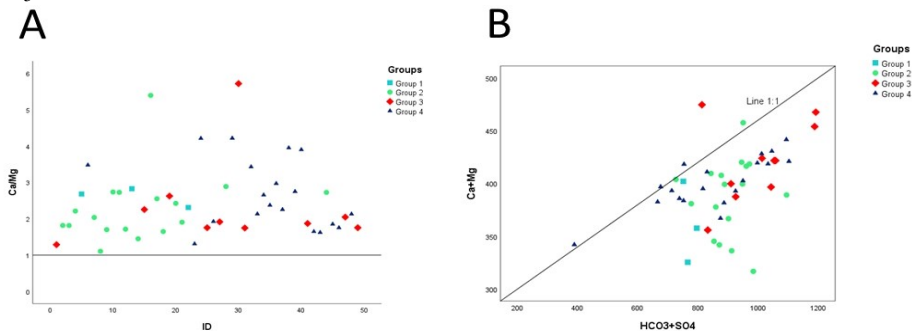 A
B
Groups
Group 1
Group 2
Group 3
Group 4
Ca/Mg
6
5
4
3
2
1
0
0
10
20
30
40
50
ID
Groups
Group 1
Group 2
Group 3
Group 4
Line 1:1
Ca+Mg
500
450
400
350
300
200
400
600
800
1000
1200
HCO3+SO4